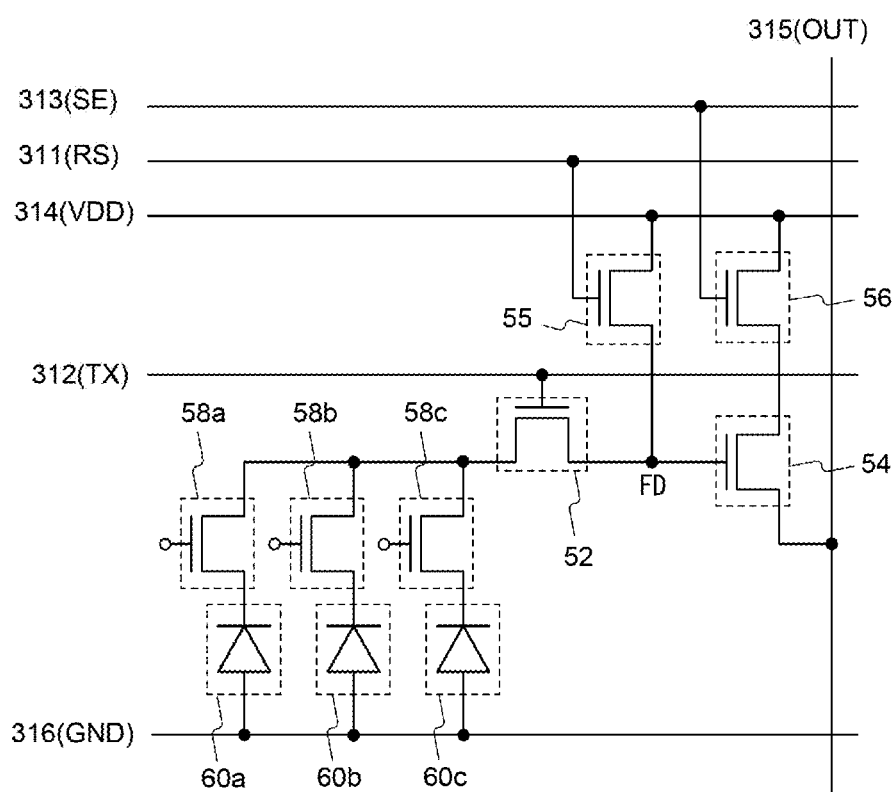 315(OUT)
313(SE)
311(RS)
314(VDD)
55
56
312(TX)
58a
58b
58c
54
FD
52
316(GND)
60a
60b
60c